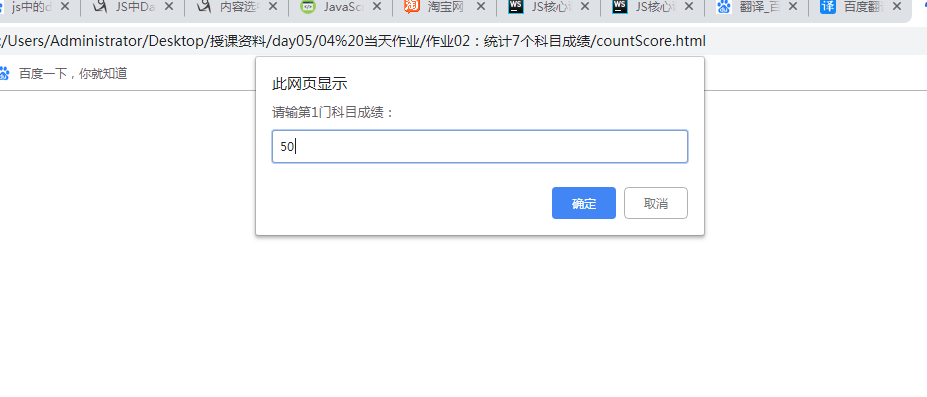 js中的d JS中Da 内容选 JavaSc 淘宝网 JS核心 JS核心 翻译_百 百度翻
:/Users/Administrator/Desktop/授课资料/day05/04%20当天作业/作业02：统计7个科目成绩/countScore.html
百度一下，你就知道
此网页显示
请输第1门科目成绩：
50
确定 取消